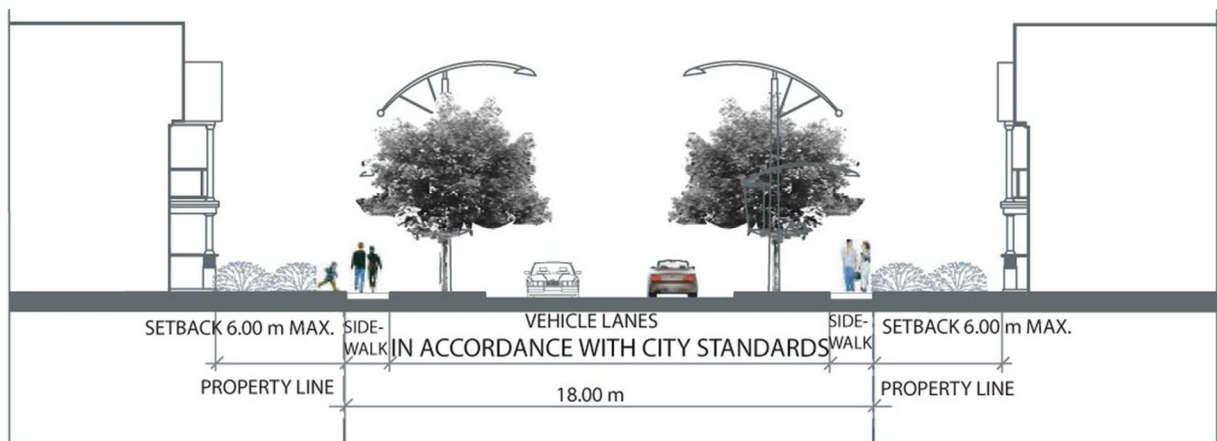 SETBACK 6.00 m MAX.
SIDE-
WALK
VEHICLE LANES
IN ACCORDANCE WITH CITY STANDARDS
SIDE-
WALK
SETBACK 6.00 m MAX.
PROPERTY LINE
18.00 m
PROPERTY LINE